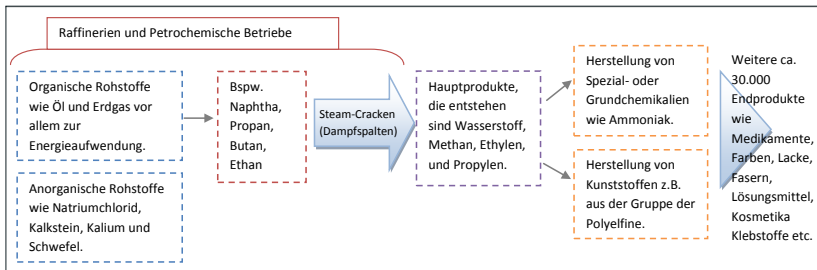 Raffinerien und Petrochemische Betriebe
Organische Rohstoffe
wie Öl und Erdgas vor
allem zur
Energieaufwendung.
Anorganische Rohstoffe
wie Natriumchlorid,
Kalkstein, Kalium und
Schwefel.
Bspw.
Naphtha,
Propan,
Butan,
Ethan
Steam-Cracken
(Dampfspalten)
Hauptprodukte,
die entstehen
sind Wasserstoff,
Methan, Ethylen,
und Propylen.
Herstellung von
Spezial- oder
Grundchemikalien
wie Ammoniak.
Herstellung von
Kunststoffen z.B.
aus der Gruppe der
Polyelfine.
Weitere ca.
30.000
Endprodukte
wie
Medikamente,
Farben, Lacke,
Fasern,
Lösungsmittel,
Kosmetika
Klebstoffe etc.